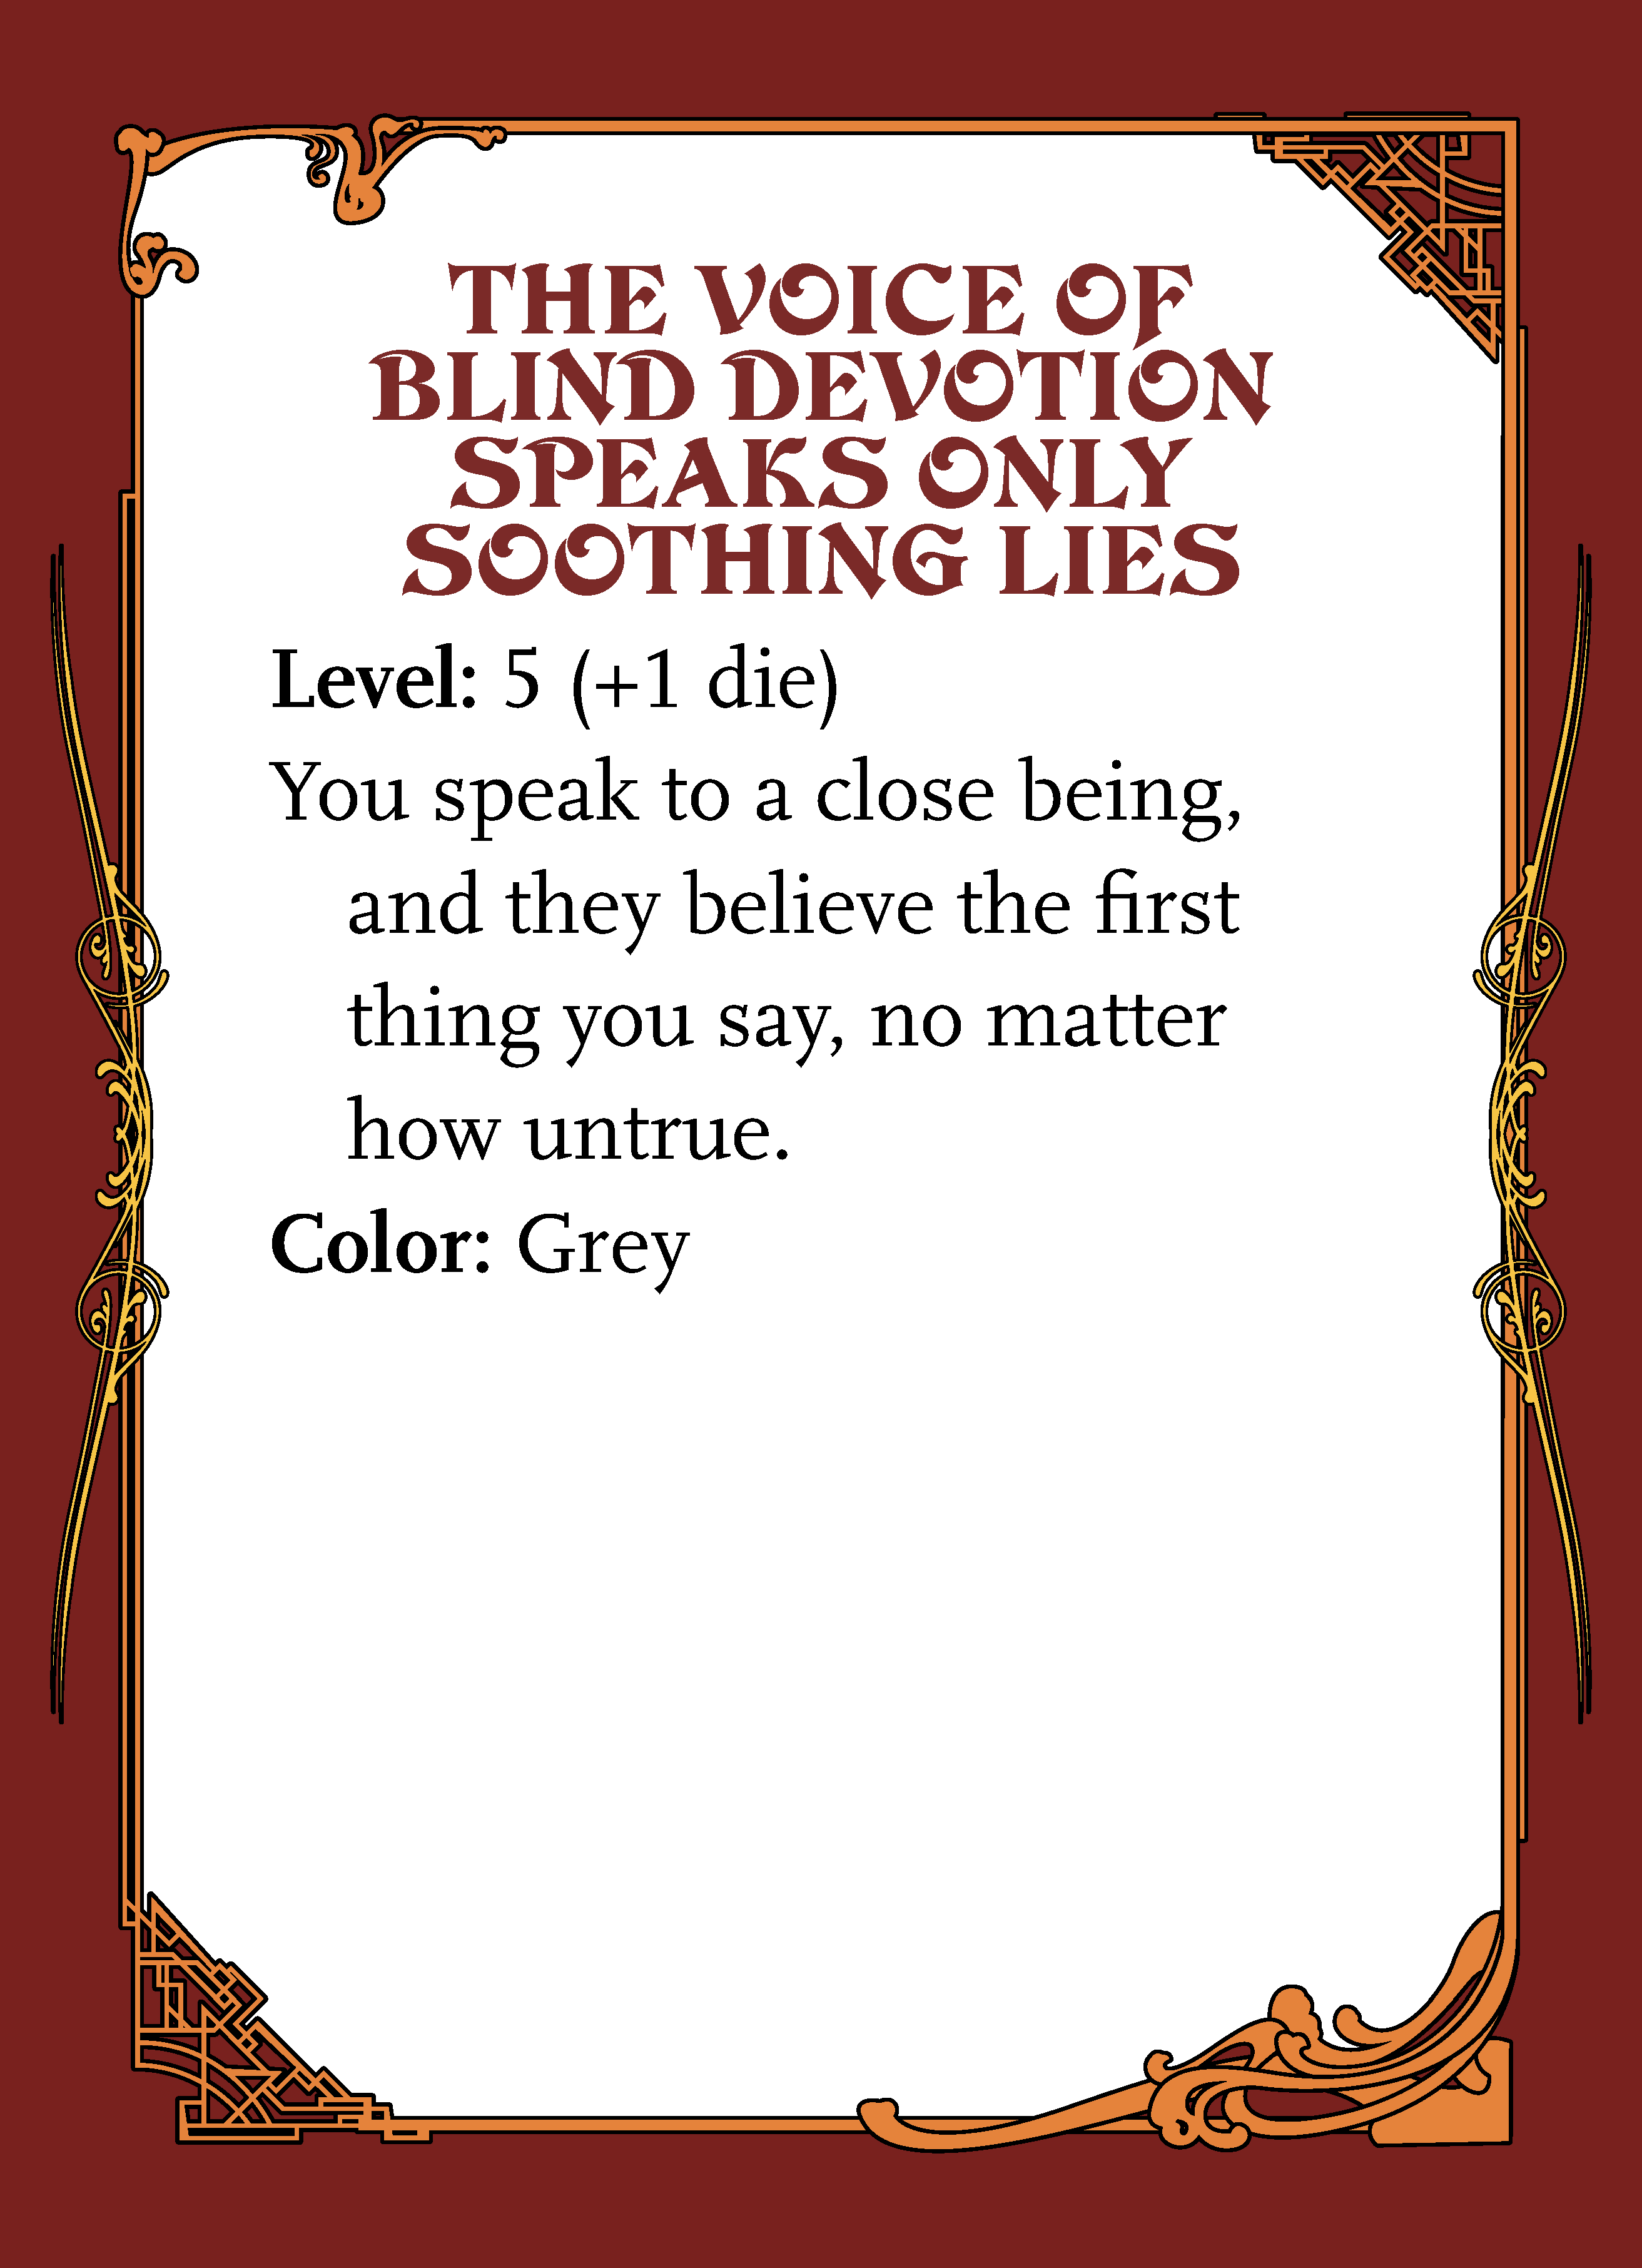 THE VOICE OF
BLIND DEVOTION
SPEAKS ONLY
SOOTHING LIES
Level: 5 (+1 die)
You speak to a close being,
and they believe the first
thing you say, no matter
how untrue.
Color: Grey